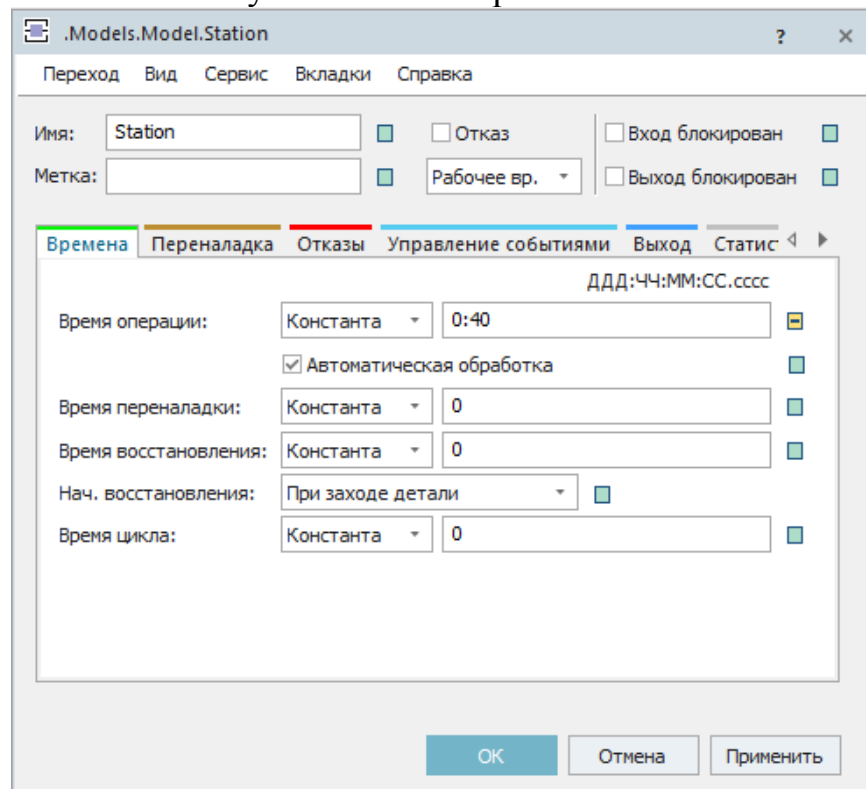 .Models.Model.Station ? ×
Переход Вид Сервис Вкладки Справка
Имя: Station Отказ Вход блокирован
Метка: Рабочее вр. Выход блокирован
Времена Переналадка Отказы Управление событиями Выход Статист
ДДД:ЧЧ:ММ:СС.сссс
Время операции: Константа 0:40
Автоматическая обработка
Время переналадки: Константа 0
Время восстановления: Константа 0
Нач. восстановления: При заходе детали
Время цикла: Константа 0
OK Отмена Применить